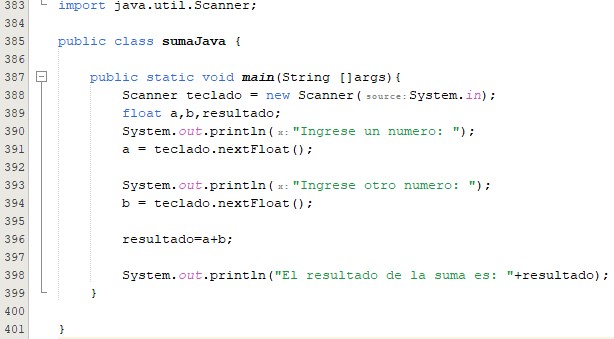 383 import java.util.Scanner;
384
385 public class sumaJava {
386
387 public static void main(String []args){
388 Scanner teclado = new Scanner( source: System.in);
389 float a,b,resultado;
390 System.out.println( x: "Ingrese un numero: ");
391 a = teclado.nextFloat();
392
393 System.out.println( x: "Ingrese otro numero: ");
394 b = teclado.nextFloat();
395
396 resultado=a+b;
397
398 System.out.println("El resultado de la suma es: "+resultado);
399 }
400
401 }